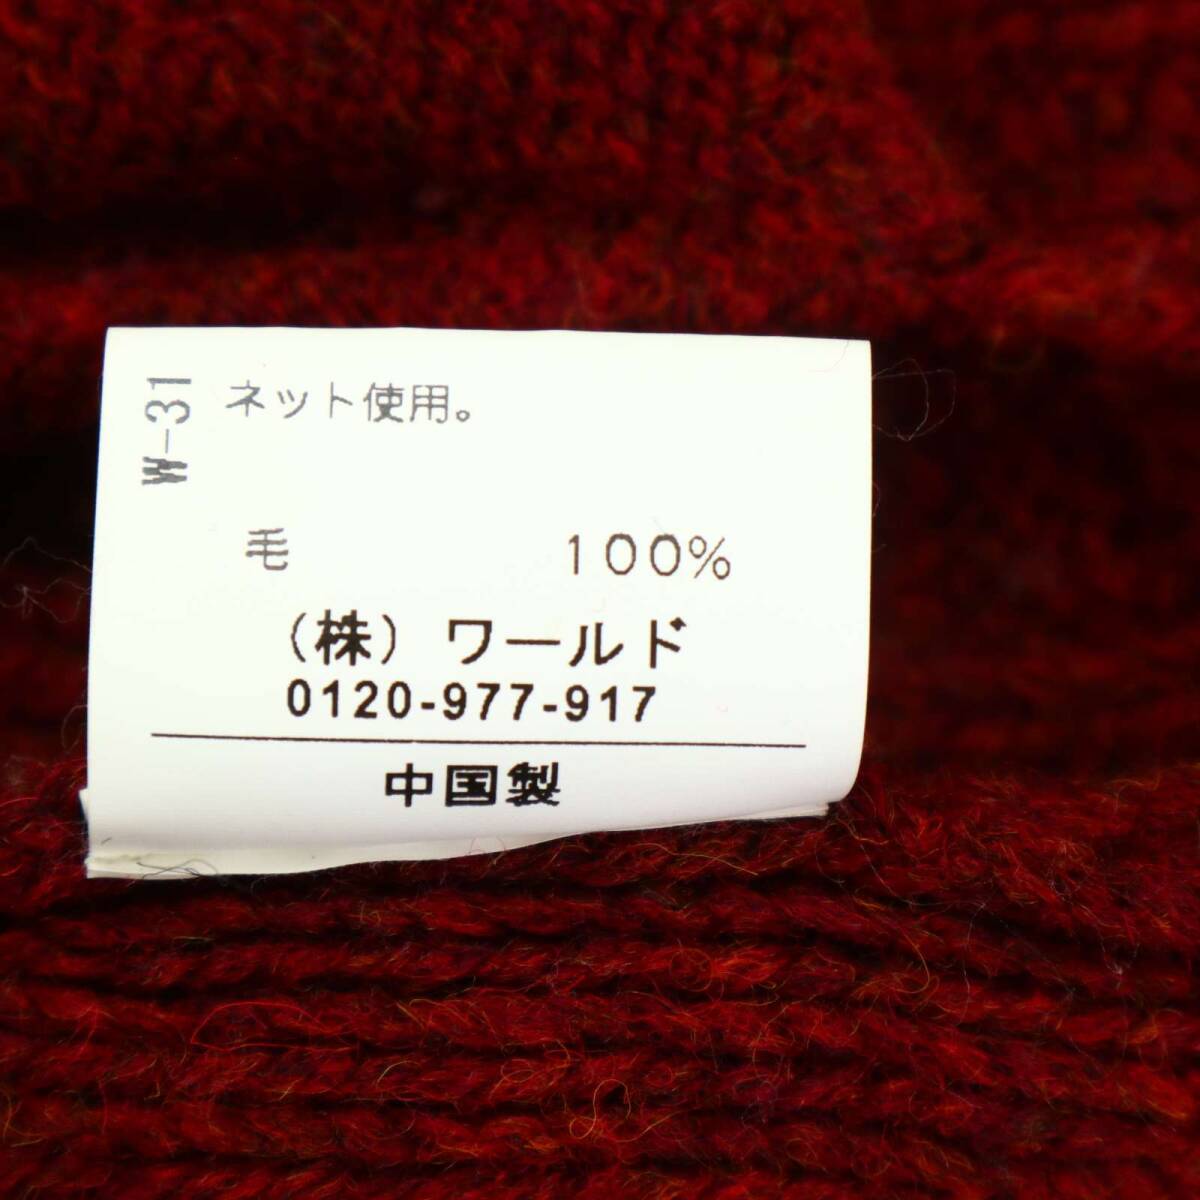 W-31
ネット使用。
毛 100%
(株) ワールド
0120-977-917
中国製